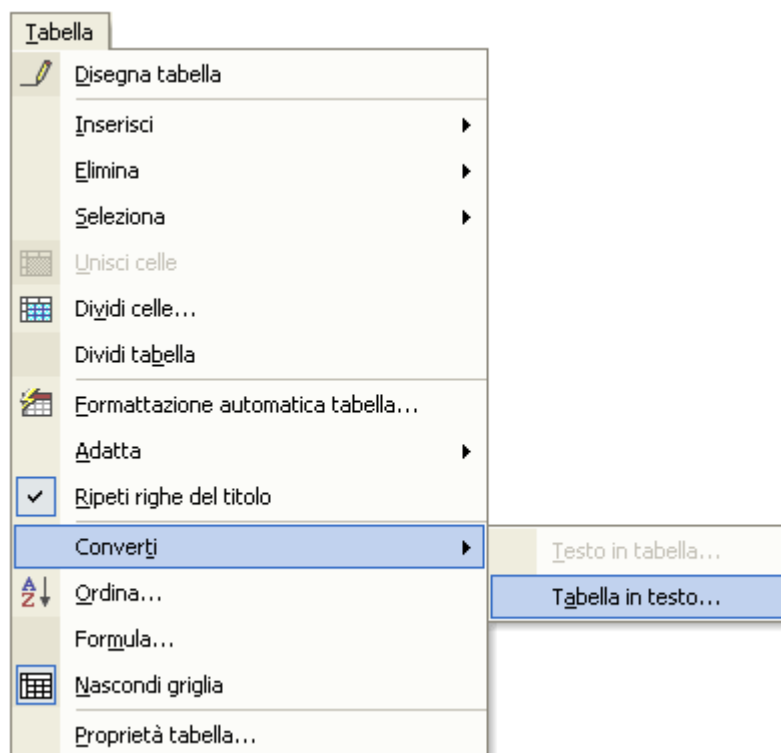 Tabella
Disegna tabella
Inserisci
Elimina
Seleziona
Unisci celle
Dividi celle...
Dividi tabella
Formattazione automatica tabella...
Adatta
Ripeti righe del titolo
Converti
Testo in tabella...
Ordina...
Tabella in testo...
Formula...
Nascondi griglia
Proprietà tabella...